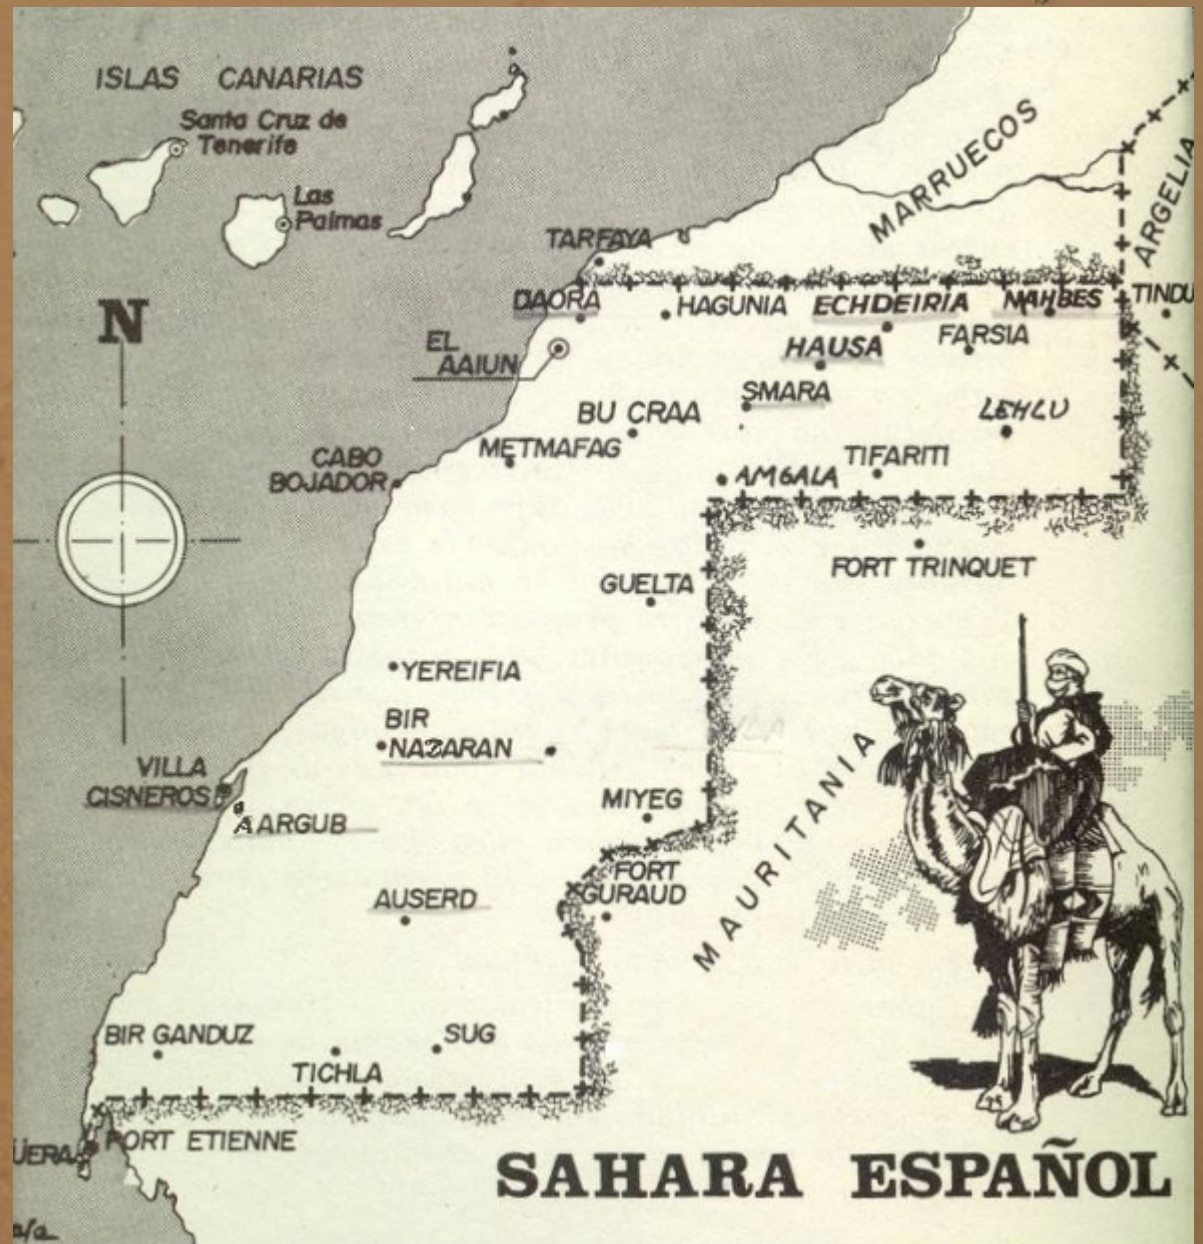 ISLAS CANARIAS
Santa Cruz de
Tenerife
Las
Palmas
MARRUECOS
ARGELIA
TARFAYA
N
DAORA
HAGUNIA
ECHDEIRIA
MAHBES
TINDU
EL
AAIUN
HAUSA
FARSIA
SMARA
BU CRAA
LEHLU
METMAFAG
CABO
BOJADOR
AMGALA
TIFARITI
FORT TRINQUET
GUELTA
YEREIFIA
BIR
NAZARAN
VILLA
CISNEROS
AARGUB
MIYEG
MAURITANIA
FORT
GURAUD
AUSERD
BIR GANDUZ
SUG
TICHLA
ÜERA
PORT ETIENNE
SAHARA ESPAÑOL